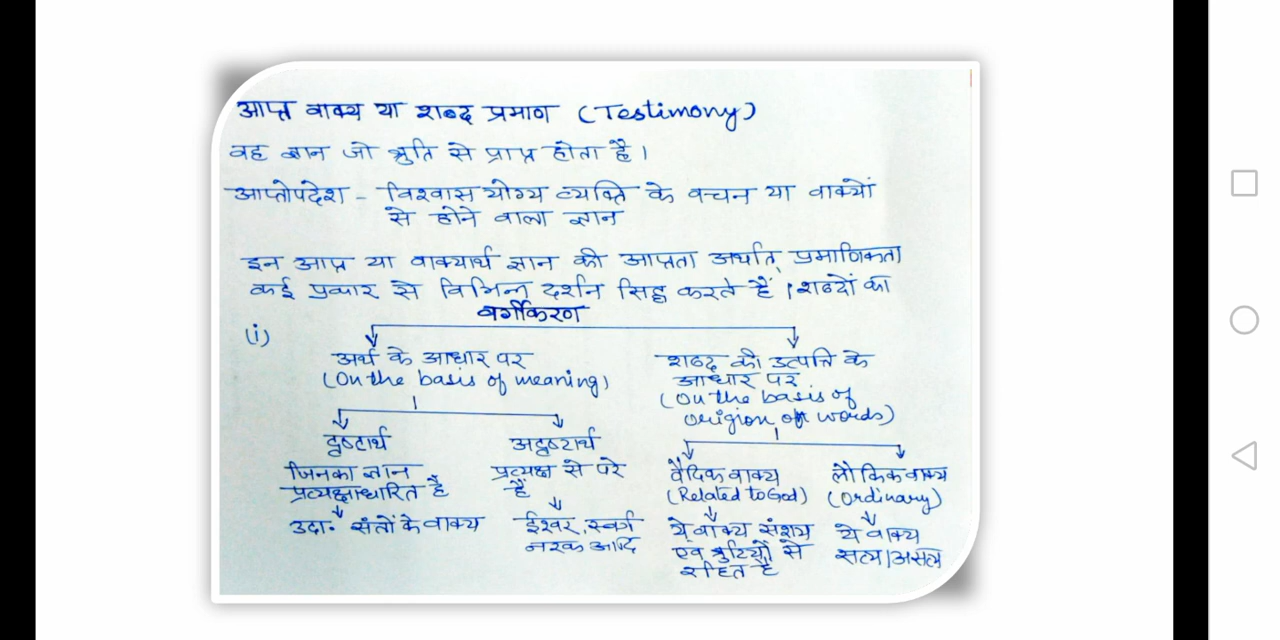 आप्त वाक्य या शब्द प्रमाण (Testimony)
वह ज्ञान जो श्रुति से प्राप्त होता है।
आप्तोपदेश - विश्वास योग्य व्यक्ति के वचन या वाक्यों
से होने वाला ज्ञान
इन आप्त या वाक्यार्थ ज्ञान की आप्तता अर्थात् प्रमाणिकता
कई प्रकार से विभिन्न दर्शन सिद्ध करते हैं। शब्दों का
वर्गीकरण
(i)
अर्थ के आधार पर
(On the basis of meaning)
शब्द की उत्पत्ति के
आधार पर
(On the basis of
origion of words)
दृष्टार्थ
जिनका ज्ञान
प्रत्यक्षाधारित है
उदा० संतों के वाक्य
अदृष्टार्थ
प्रत्यक्ष से परे
हैं
ईश्वर, स्वर्ग
नरक आदि
वैदिक वाक्य
(Related to God)
ये वाक्य संशय
एवं त्रुटियों से
रहित है
लौकिक वाक्य
(Ordinary)
ये वाक्य
सत्य/असत्य